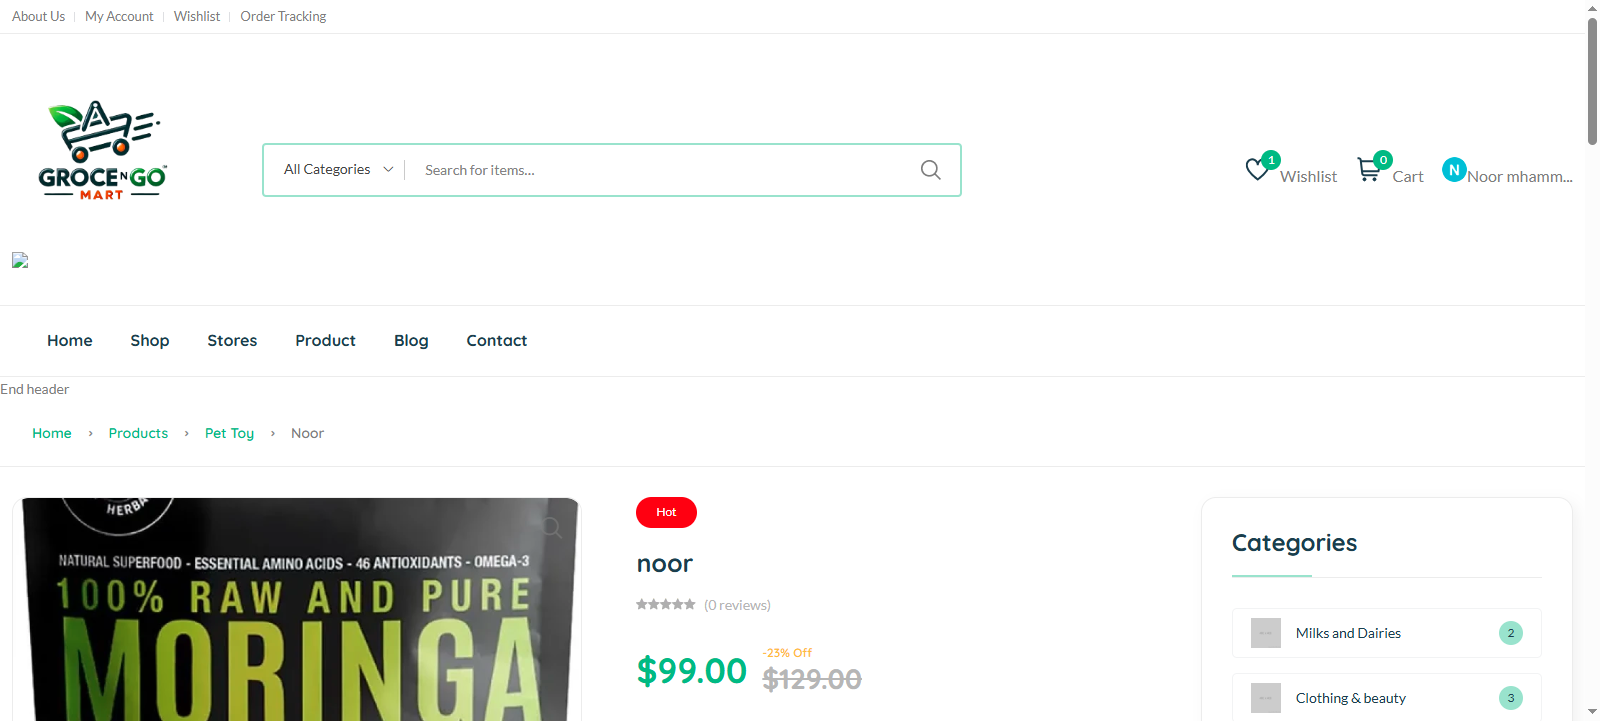 About Us
My Account
Wishlist
Order Tracking
GROCE N GO™
MART
All Categories
Search for items...
1
Wishlist
0
Cart
N
Noor mhamm...
Home
Shop
Stores
Product
Blog
Contact
End header
Home › Products › Pet Toy › Noor
HERBA
NATURAL SUPERFOOD - ESSENTIAL AMINO ACIDS - 46 ANTIOXIDANTS - OMEGA-3
100% RAW AND PURE
MORINGA
Hot
noor
(0 reviews)
$99.00
-23% Off
$129.00
Categories
Milks and Dairies
2
Clothing & beauty
3